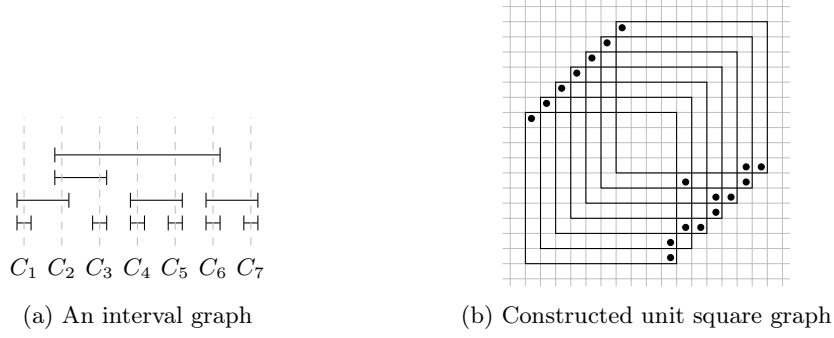 C₁ C₂ C₃ C₄ C₅ C₆ C₇
(a) An interval graph
(b) Constructed unit square graph